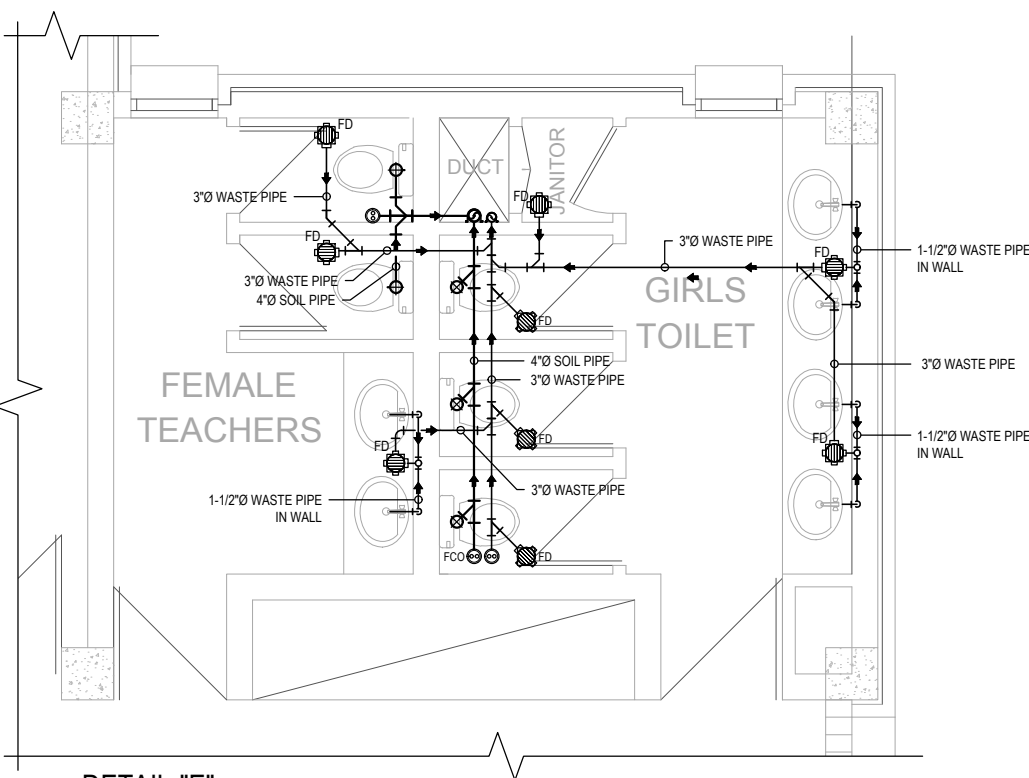 FD
3"Ø WASTE PIPE
DUCT
JANITOR
FD
FD
3"Ø WASTE PIPE
4"Ø SOIL PIPE
3"Ø WASTE PIPE
FD
1-1/2"Ø WASTE PIPE
IN WALL
GIRLS
TOILET
FD
4"Ø SOIL PIPE
3"Ø WASTE PIPE
3"Ø WASTE PIPE
FEMALE
TEACHERS
FD
FD
FD
1-1/2"Ø WASTE PIPE
IN WALL
3"Ø WASTE PIPE
1-1/2"Ø WASTE PIPE
IN WALL
FCO
FD